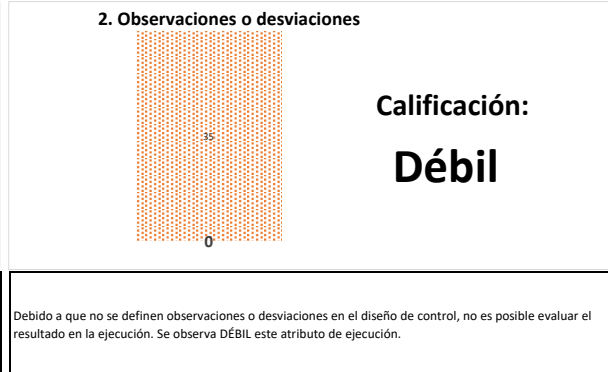 2. Observaciones o desviaciones
35
0
Calificación:
Débil
Debido a que no se definen observaciones o desviaciones en el diseño de control, no es posible evaluar el
resultado en la ejecución. Se observa DÉBIL este atributo de ejecución.